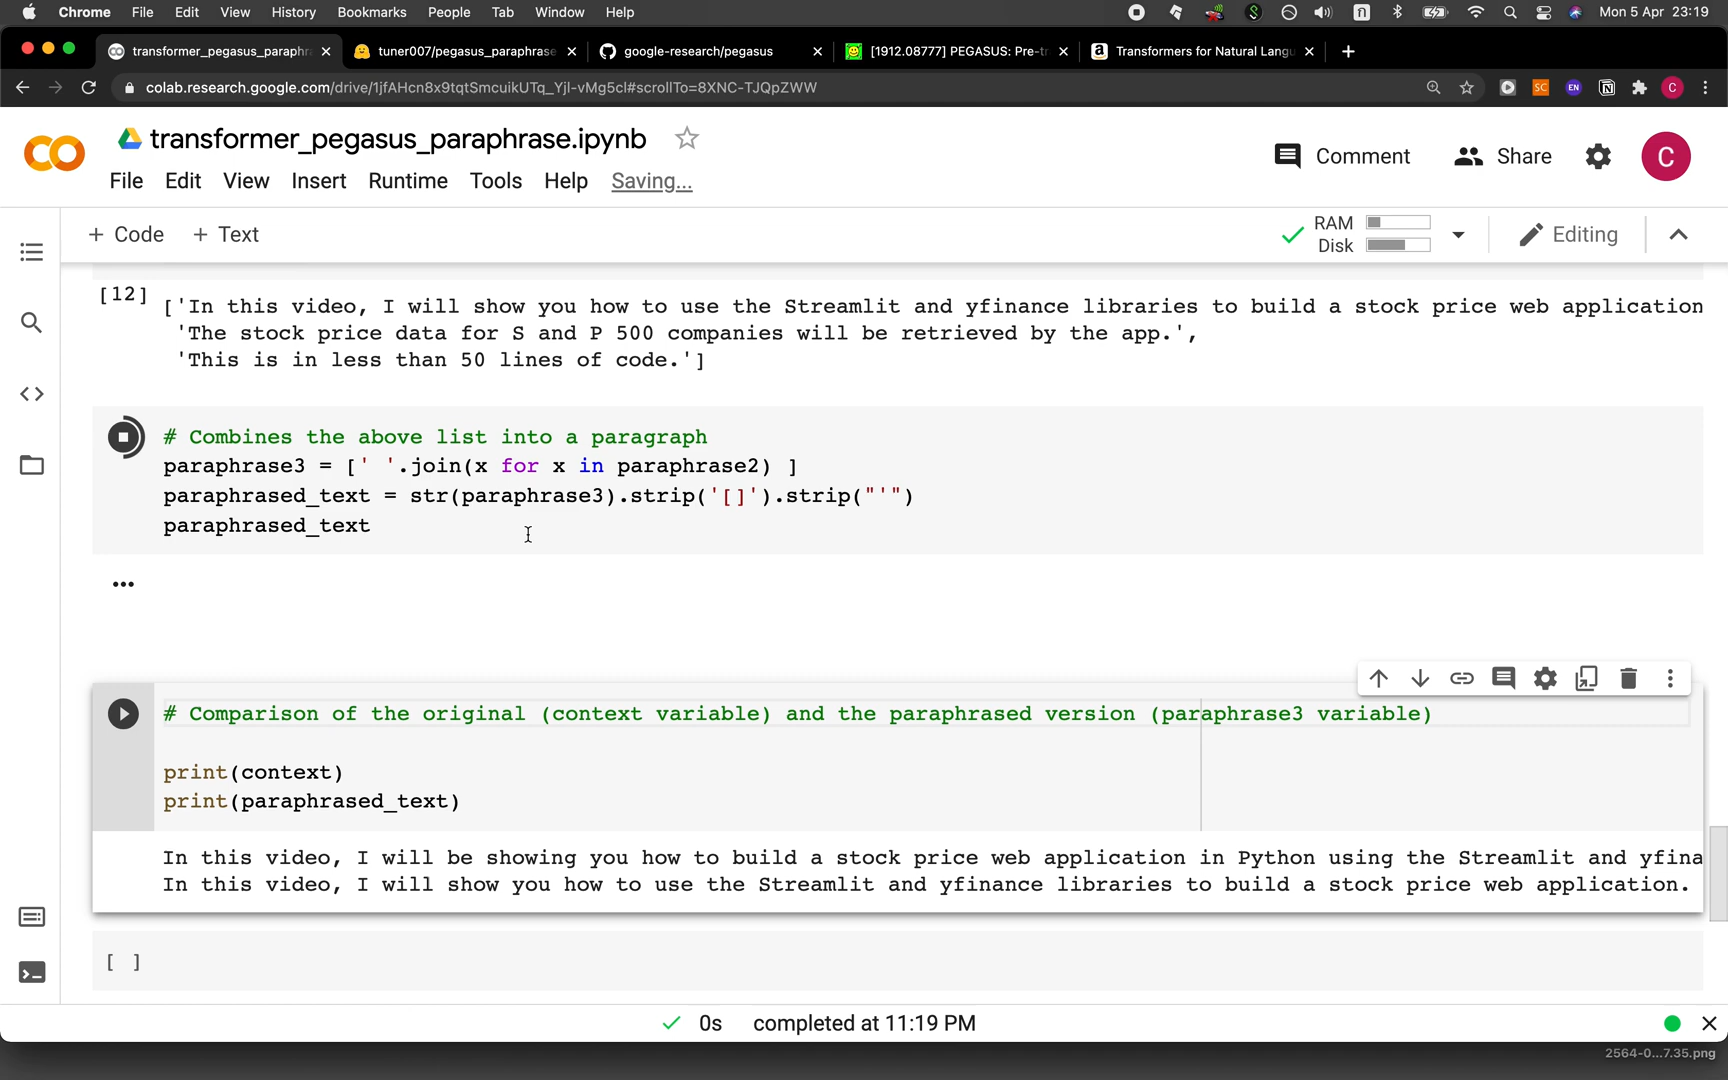 Chrome File Edit View History Bookmarks People Tab Window Help
Mon 5 Apr 23:19
transformer_pegasus_paraphr
tuner007/pegasus_paraphrase
google-research/pegasus
[1912.08777] PEGASUS: Pre-tr
Transformers for Natural Langu
colab.research.google.com/drive/1jfAHcn8x9tqtSmcuikUTq_Yjl-vMg5cl#scrollTo=8XNC-TJQpZWW
transformer_pegasus_paraphrase.ipynb
Comment Share C
File Edit View Insert Runtime Tools Help Saving...
+ Code + Text
RAM
Disk
Editing
[12] ['In this video, I will show you how to use the Streamlit and yfinance libraries to build a stock price web application
'The stock price data for S and P 500 companies will be retrieved by the app.',
'This is in less than 50 lines of code.']
# Combines the above list into a paragraph
paraphrase3 = [' '.join(x for x in paraphrase2) ]
paraphrased_text = str(paraphrase3).strip('[]').strip("'")
paraphrased_text
...
# Comparison of the original (context variable) and the paraphrased version (paraphrase3 variable)
print(context)
print(paraphrased_text)
In this video, I will be showing you how to build a stock price web application in Python using the Streamlit and yfina
In this video, I will show you how to use the Streamlit and yfinance libraries to build a stock price web application.
[ ]
0s completed at 11:19 PM
2564-0...7.35.png